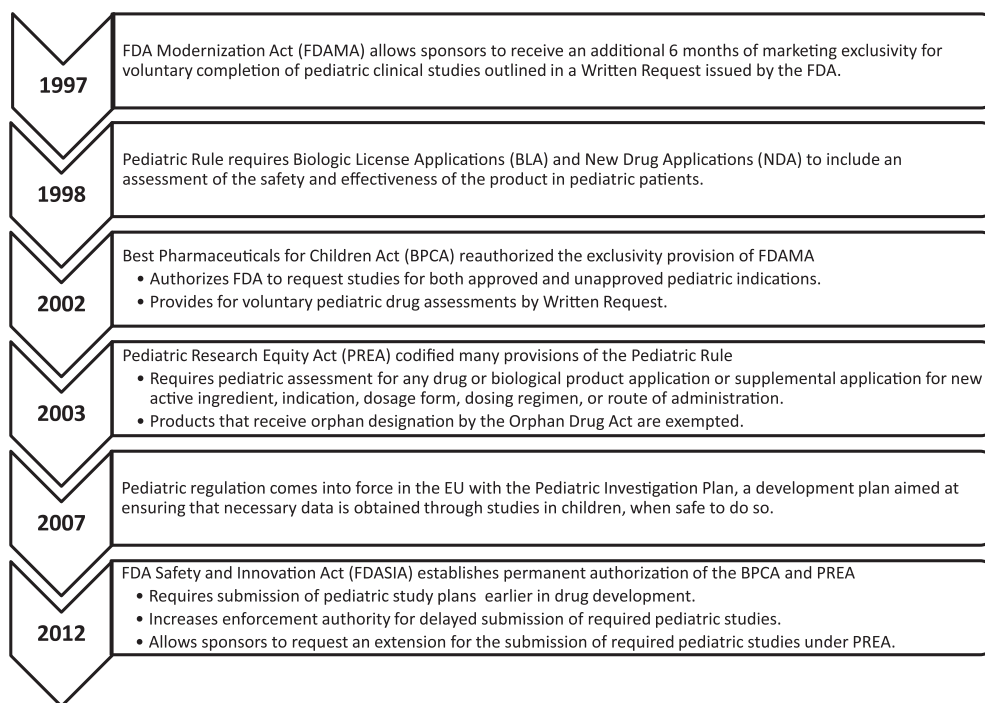 1997
FDA Modernization Act (FDAMA) allows sponsors to receive an additional 6 months of marketing exclusivity for
voluntary completion of pediatric clinical studies outlined in a Written Request issued by the FDA.
1998
Pediatric Rule requires Biologic License Applications (BLA) and New Drug Applications (NDA) to include an
assessment of the safety and effectiveness of the product in pediatric patients.
2002
Best Pharmaceuticals for Children Act (BPCA) reauthorized the exclusivity provision of FDAMA
• Authorizes FDA to request studies for both approved and unapproved pediatric indications.
• Provides for voluntary pediatric drug assessments by Written Request.
2003
Pediatric Research Equity Act (PREA) codified many provisions of the Pediatric Rule
• Requires pediatric assessment for any drug or biological product application or supplemental application for new
active ingredient, indication, dosage form, dosing regimen, or route of administration.
• Products that receive orphan designation by the Orphan Drug Act are exempted.
2007
Pediatric regulation comes into force in the EU with the Pediatric Investigation Plan, a development plan aimed at
ensuring that necessary data is obtained through studies in children, when safe to do so.
2012
FDA Safety and Innovation Act (FDASIA) establishes permanent authorization of the BPCA and PREA
• Requires submission of pediatric study plans earlier in drug development.
• Increases enforcement authority for delayed submission of required pediatric studies.
• Allows sponsors to request an extension for the submission of required pediatric studies under PREA.